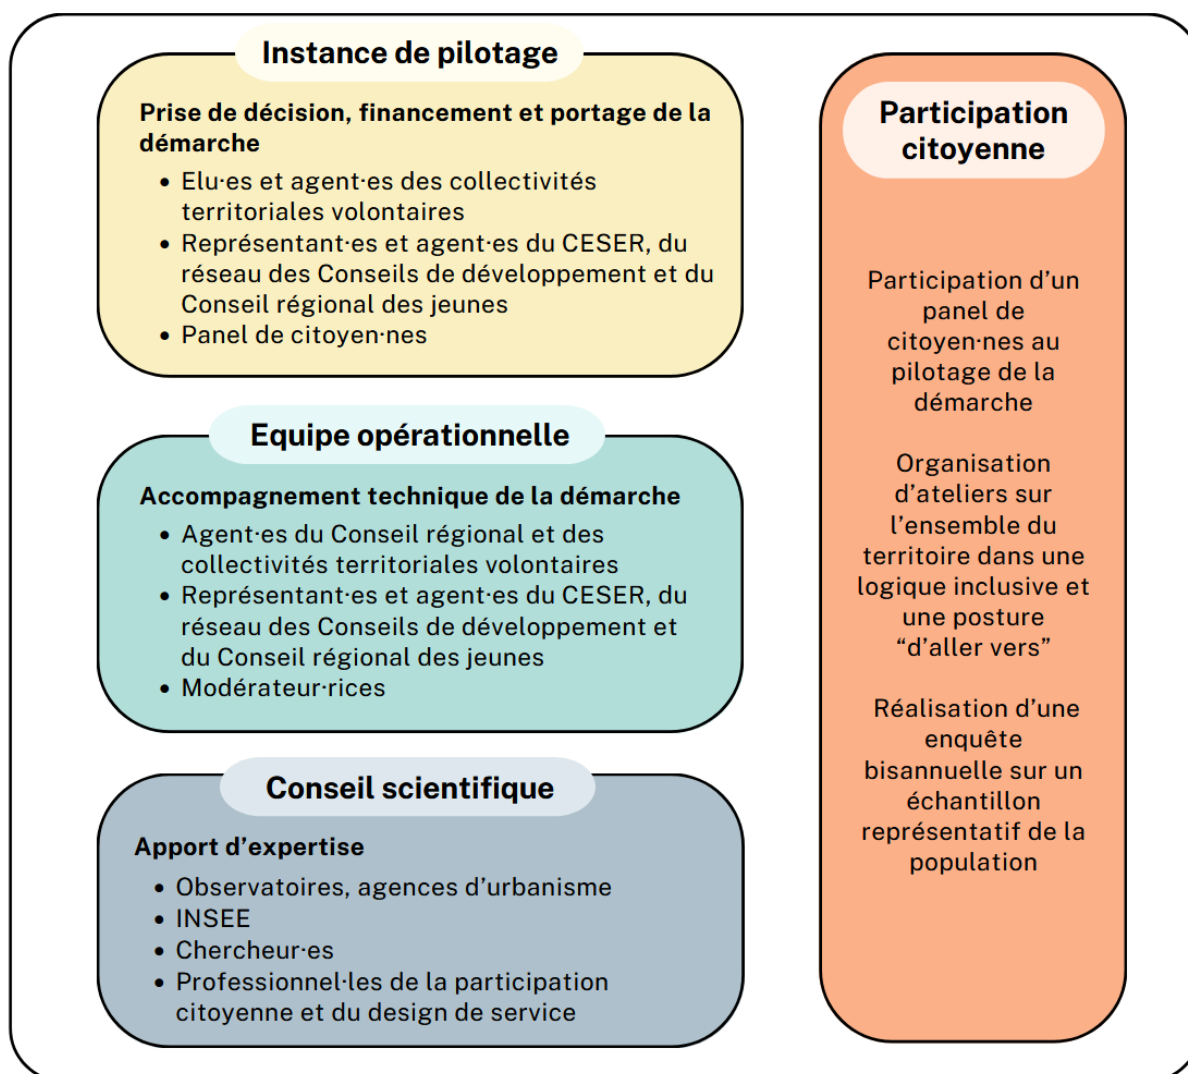 Instance de pilotage
Prise de décision, financement et portage de la
démarche
• Elu·es et agent·es des collectivités
territoriales volontaires
• Représentant·es et agent·es du CESER, du
réseau des Conseils de développement et du
Conseil régional des jeunes
• Panel de citoyen·nes
Equipe opérationnelle
Accompagnement technique de la démarche
• Agent·es du Conseil régional et des
collectivités territoriales volontaires
• Représentant·es et agent·es du CESER, du
réseau des Conseils de développement et
du Conseil régional des jeunes
• Modérateur·rices
Conseil scientifique
Apport d’expertise
• Observatoires, agences d’urbanisme
• INSEE
• Chercheur·es
• Professionnel·les de la participation
citoyenne et du design de service
Participation
citoyenne
Participation d’un
panel de
citoyen·nes au
pilotage de la
démarche
Organisation
d’ateliers sur
l’ensemble du
territoire dans une
logique inclusive et
une posture
“d’aller vers”
Réalisation d’une
enquête
bisannuelle sur un
échantillon
représentatif de la
population